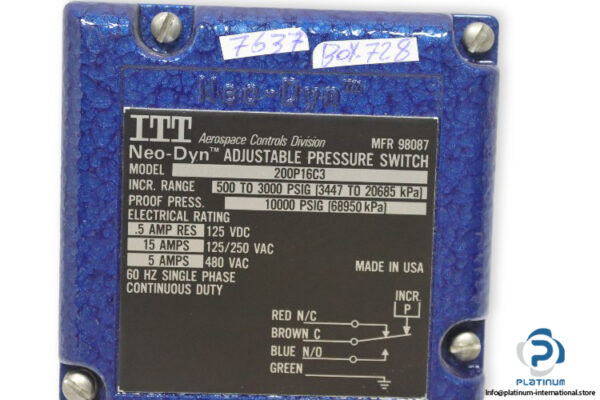 7637
BOX.728
Neo-Dyn™
ITT Aerospace Controls Division MFR 98087
Neo-Dyn™ ADJUSTABLE PRESSURE SWITCH
MODEL 200P16C3
INCR. RANGE 500 TO 3000 PSIG (3447 TO 20685 kPa)
PROOF PRESS. 10000 PSIG (68950 kPa)
ELECTRICAL RATING
.5 AMP RES 125 VDC
15 AMPS 125/250 VAC
5 AMPS 480 VAC
60 HZ SINGLE PHASE
CONTINUOUS DUTY
MADE IN USA
INCR.
P
RED N/C
BROWN C
BLUE N/O
GREEN
PLATINUM
Email:info@platinum-international.store